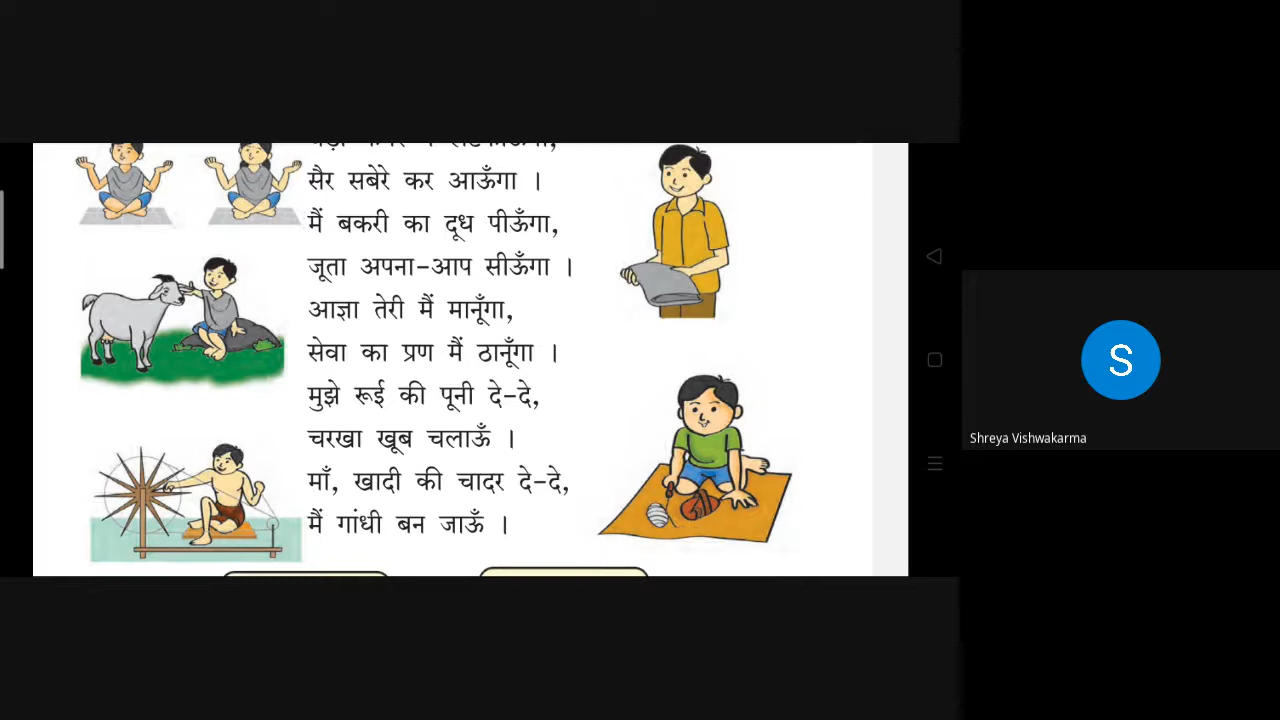 सैर सबेरे कर आऊँगा ।
मैं बकरी का दूध पीऊँगा,
जूता अपना-आप सीऊँगा ।
आज्ञा तेरी मैं मानूँगा,
सेवा का प्रण मैं ठानूँगा ।
मुझे रूई की पूनी दे-दे,
चरखा खूब चलाऊँ ।
माँ, खादी की चादर दे-दे,
मैं गांधी बन जाऊँ ।
S
Shreya Vishwakarma